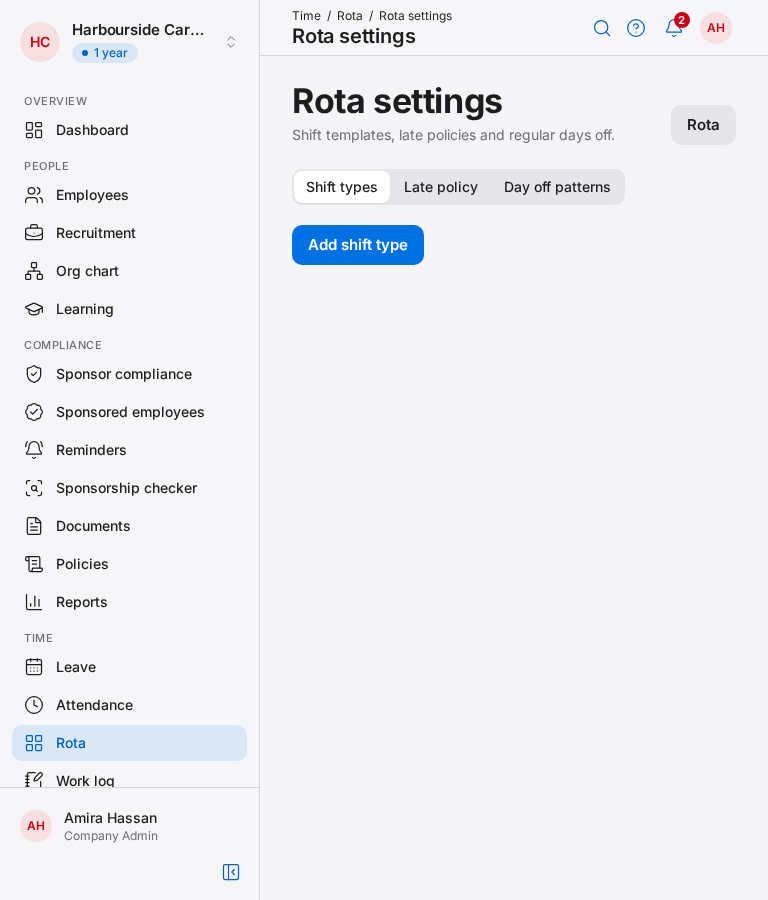 HC
Harbourside Car...
1 year
OVERVIEW
Dashboard
PEOPLE
Employees
Recruitment
Org chart
Learning
COMPLIANCE
Sponsor compliance
Sponsored employees
Reminders
Sponsorship checker
Documents
Policies
Reports
TIME
Leave
Attendance
Rota
Work log
AH
Amira Hassan
Company Admin
Time / Rota / Rota settings
Rota settings
2
AH
Rota settings
Shift templates, late policies and regular days off.
Rota
Shift types Late policy Day off patterns
Add shift type